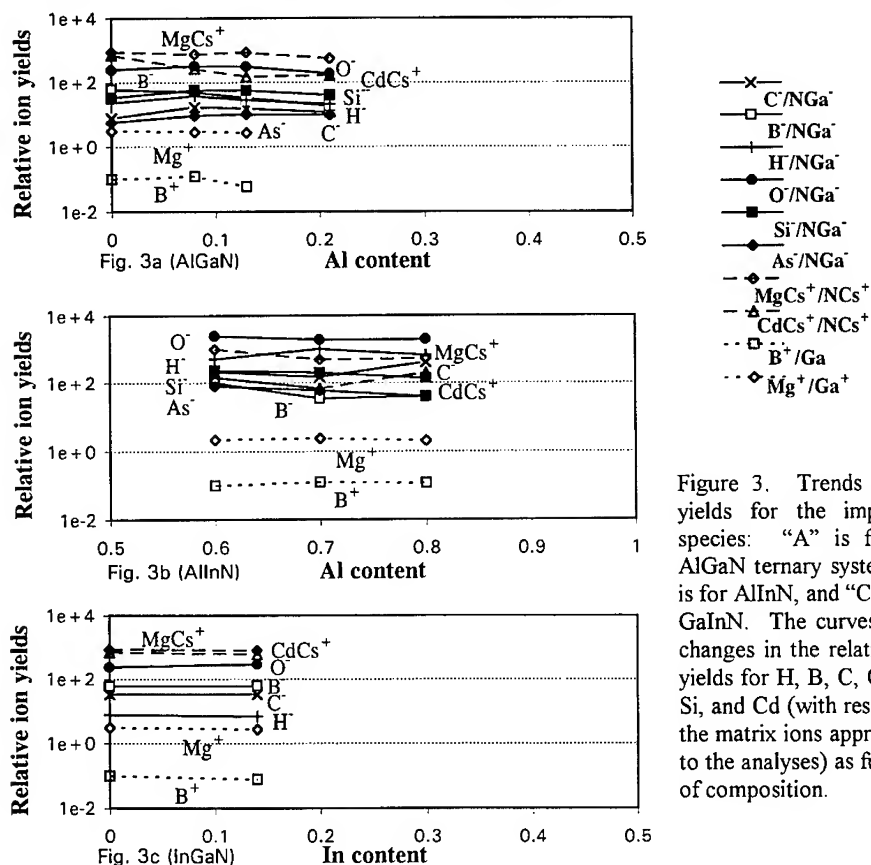 Relative ion yields
1e+4
1e+2
1e+0
1e-2
MgCs+
B-
O-
CdCs+
Si-
H-
As-
C-
Mg+
B+
0
0.1
0.2
0.3
0.4
0.5
Fig. 3a (AlGaN)
Al content
Relative ion yields
1e+4
1e+2
1e+0
1e-2
O-
H-
Si-
As-
MgCs+
C-
CdCs+
B-
Mg+
B+
0.5
0.6
0.7
0.8
0.9
1
Fig. 3b (AlInN)
Al content
Relative ion yields
1e+4
1e+2
1e+0
1e-2
MgCs+
CdCs+
O-
B-
C-
H-
Mg+
B+
0
0.1
0.2
0.3
0.4
0.5
Fig. 3c (InGaN)
In content
C-/NGa-
B-/NGa-
H-/NGa-
O-/NGa-
Si-/NGa-
As-/NGa-
MgCs+/NCs+
CdCs+/NCs+
B+/Ga
Mg+/Ga+
Figure 3. Trends
yields for the imp
species: "A" is f
AlGaN ternary syste
is for AlInN, and "C
GaInN. The curves
changes in the relat
yields for H, B, C,
Si, and Cd (with res
the matrix ions appr
to the analyses) as fu
of composition.